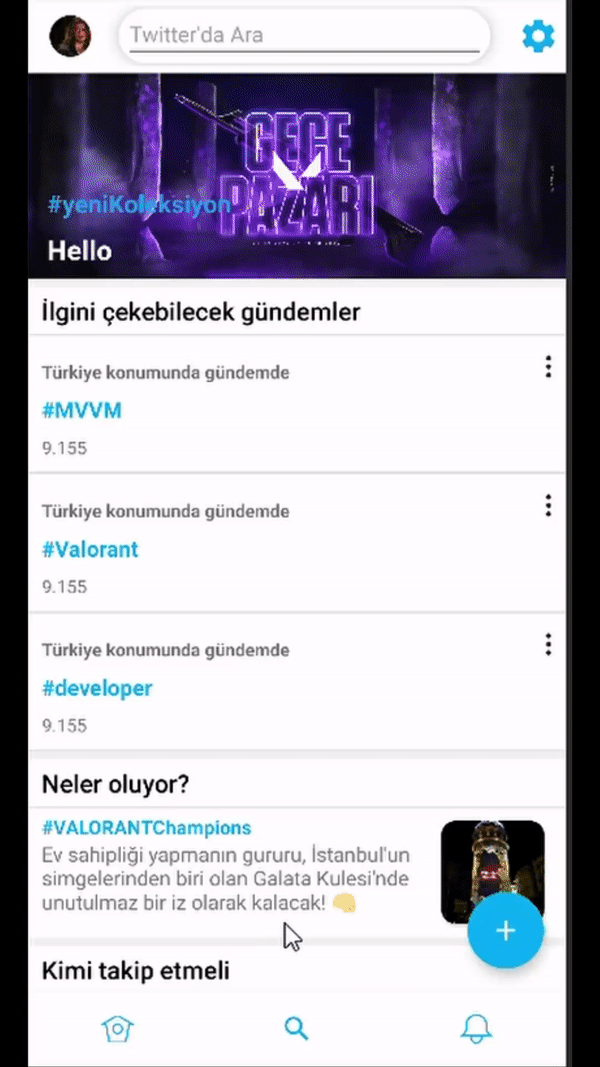 Twitter'da Ara
GECE
PAZARI
#yeniKoleksiyon
Hello
İlgini çekebilecek gündemler
Türkiye konumunda gündemde
#MVVM
9.155
Türkiye konumunda gündemde
#Valorant
9.155
Türkiye konumunda gündemde
#developer
9.155
Neler oluyor?
#VALORANTChampions
Ev sahipliği yapmanın gururu, İstanbul'un
simgelerinden biri olan Galata Kulesi'nde
unutulmaz bir iz olarak kalacak! 👊
Kimi takip etmeli